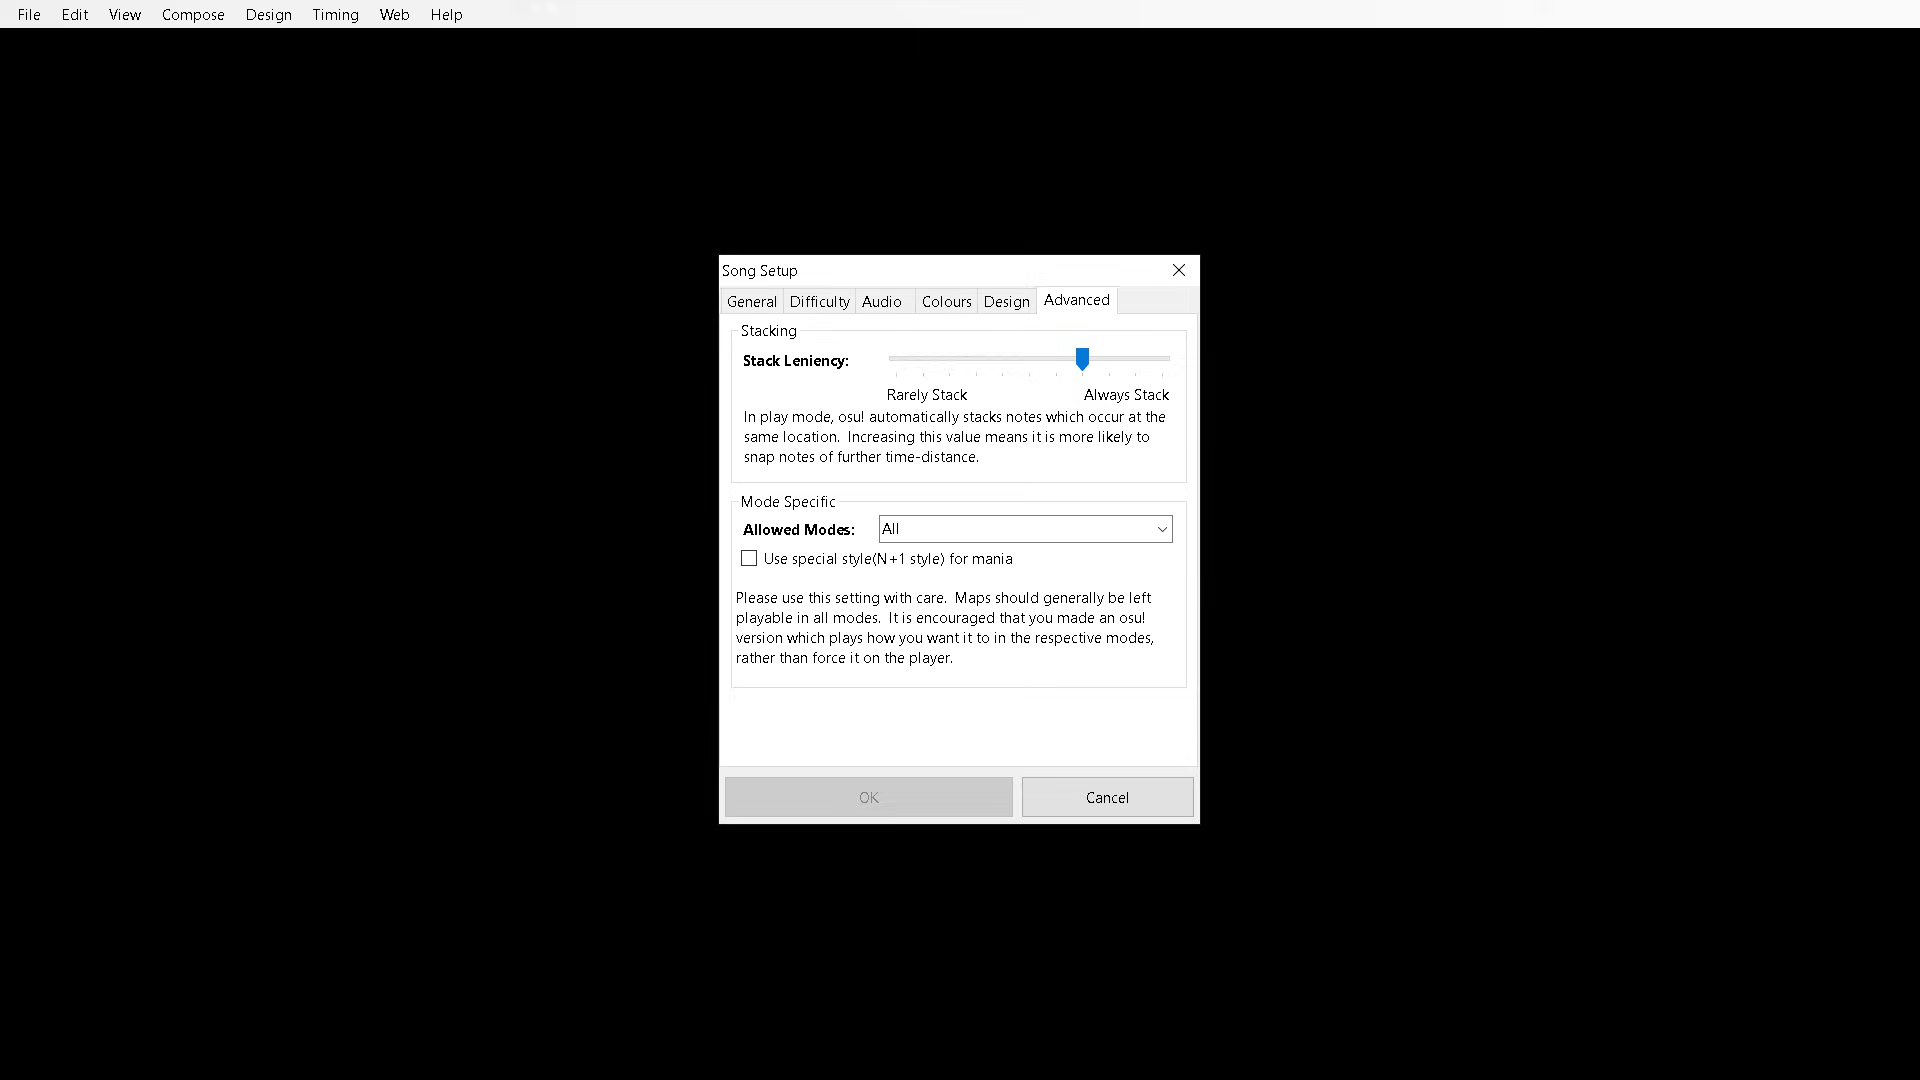 File Edit View Compose Design Timing Web Help
Song Setup
General Difficulty Audio Colours Design Advanced
Stacking
Stack Leniency:
Rarely Stack Always Stack
In play mode, osu! automatically stacks notes which occur at the
same location.  Increasing this value means it is more likely to
snap notes of further time-distance.
Mode Specific
Allowed Modes: All
Use special style(N+1 style) for mania
Please use this setting with care.  Maps should generally be left
playable in all modes.  It is encouraged that you made an osu!
version which plays how you want it to in the respective modes,
rather than force it on the player.
OK Cancel